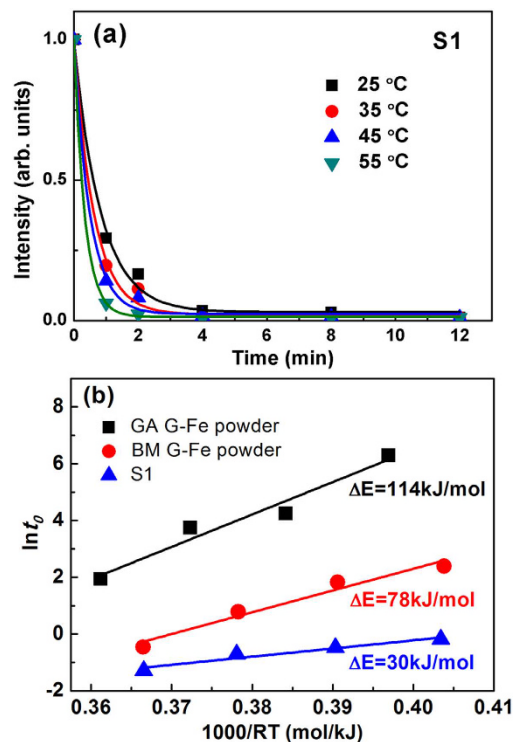 (a)
S1
25 °C
35 °C
45 °C
55 °C
1.0
0.5
0.0
Intensity (arb. units)
0 2 4 6 8 10 12
Time (min)
(b)
GA G-Fe powder
BM G-Fe powder
S1
ΔE=114kJ/mol
ΔE=78kJ/mol
ΔE=30kJ/mol
8
6
4
2
0
-2
lnt₀
0.36 0.37 0.38 0.39 0.40 0.41
1000/RT (mol/kJ)